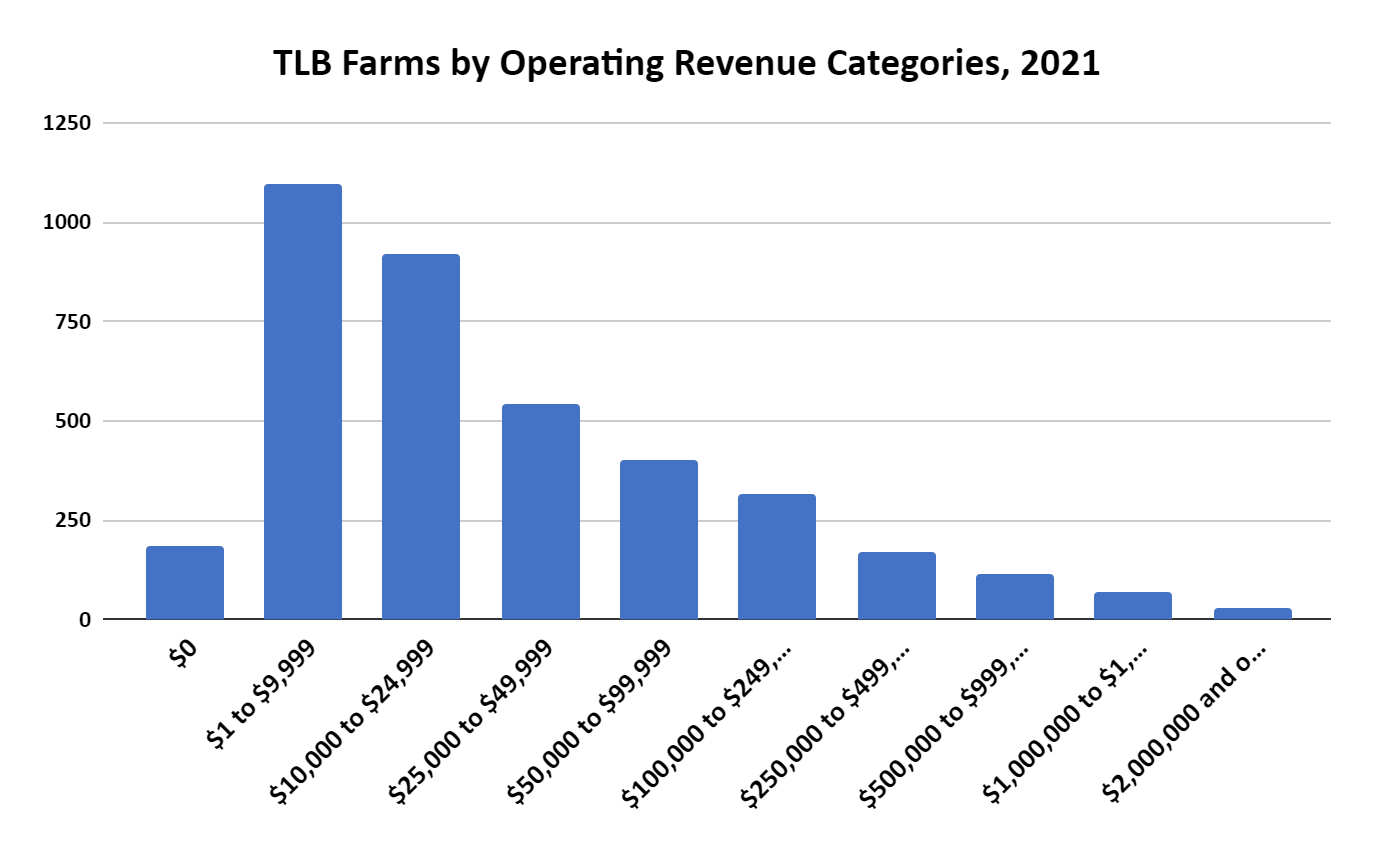 TLB Farms by Operating Revenue Categories, 2021
1250
1000
750
500
250
0
$0
$1 to $9,999
$10,000 to $24,999
$25,000 to $49,999
$50,000 to $99,999
$100,000 to $249,...
$250,000 to $499,...
$500,000 to $999,...
$1,000,000 to $1,...
$2,000,000 and o...